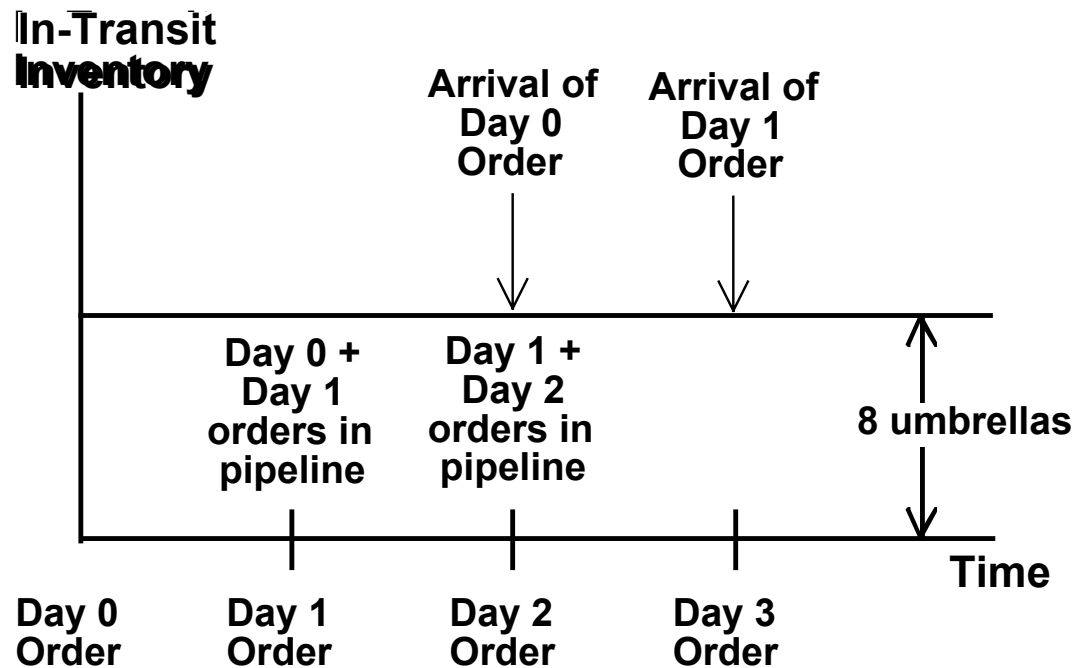 In-Transit
Inventory
Arrival of
Day 0
Order
Arrival of
Day 1
Order
Day 0 +
Day 1
orders in
pipeline
Day 1 +
Day 2
orders in
pipeline
8 umbrellas
Time
Day 0
Order
Day 1
Order
Day 2
Order
Day 3
Order